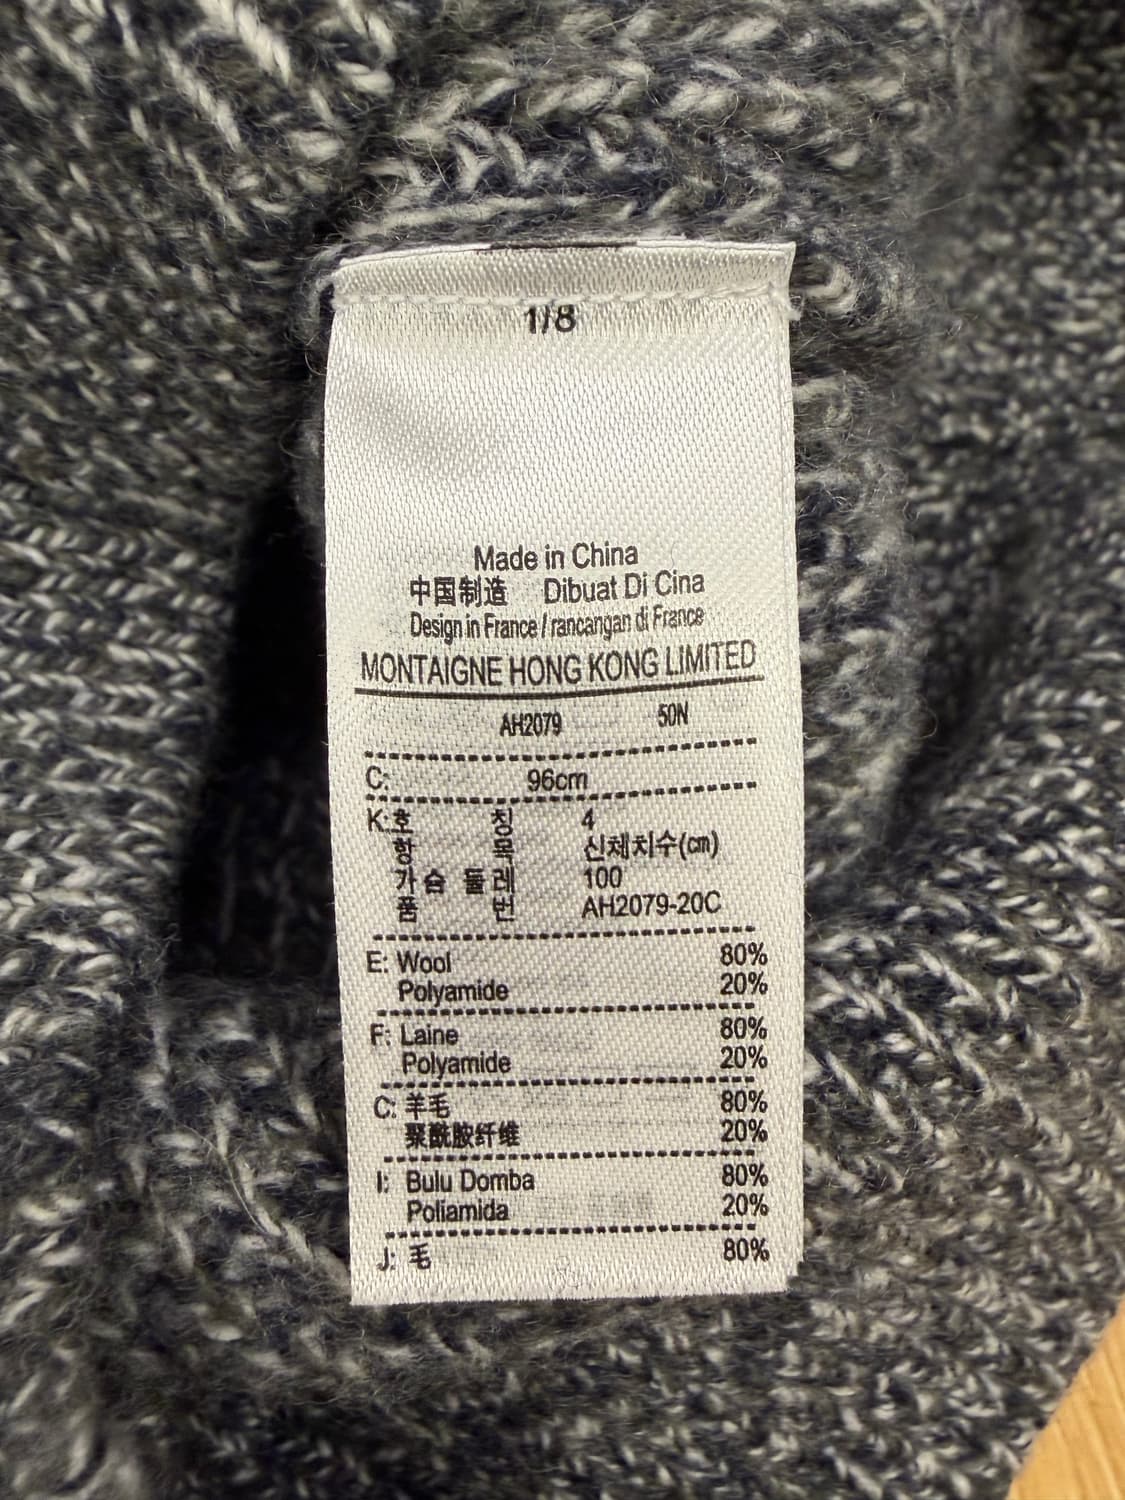 1/8
Made in China
中国制造 Dibuat Di Cina
Design in France / rancangan di France
MONTAIGNE HONG KONG LIMITED
AH2079 50N
C: 96cm
K:호 칭 4
항 목 신체치수(㎝)
가 슴 둘 레 100
품 번 AH2079-20C
E: Wool 80%
Polyamide 20%
F: Laine 80%
Polyamide 20%
C: 羊毛 80%
聚酰胺纤维 20%
I: Bulu Domba 80%
Poliamida 20%
J: 毛 80%